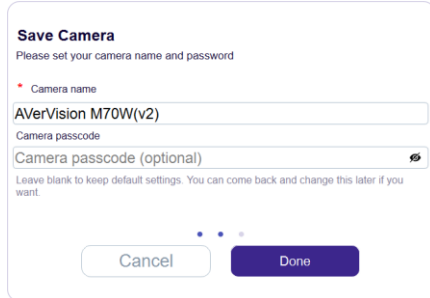 Save Camera
Please set your camera name and password
* Camera name
AVerVision M70W(v2)
Camera passcode
Camera passcode (optional)
Leave blank to keep default settings. You can come back and change this later if you
want.
Cancel
Done